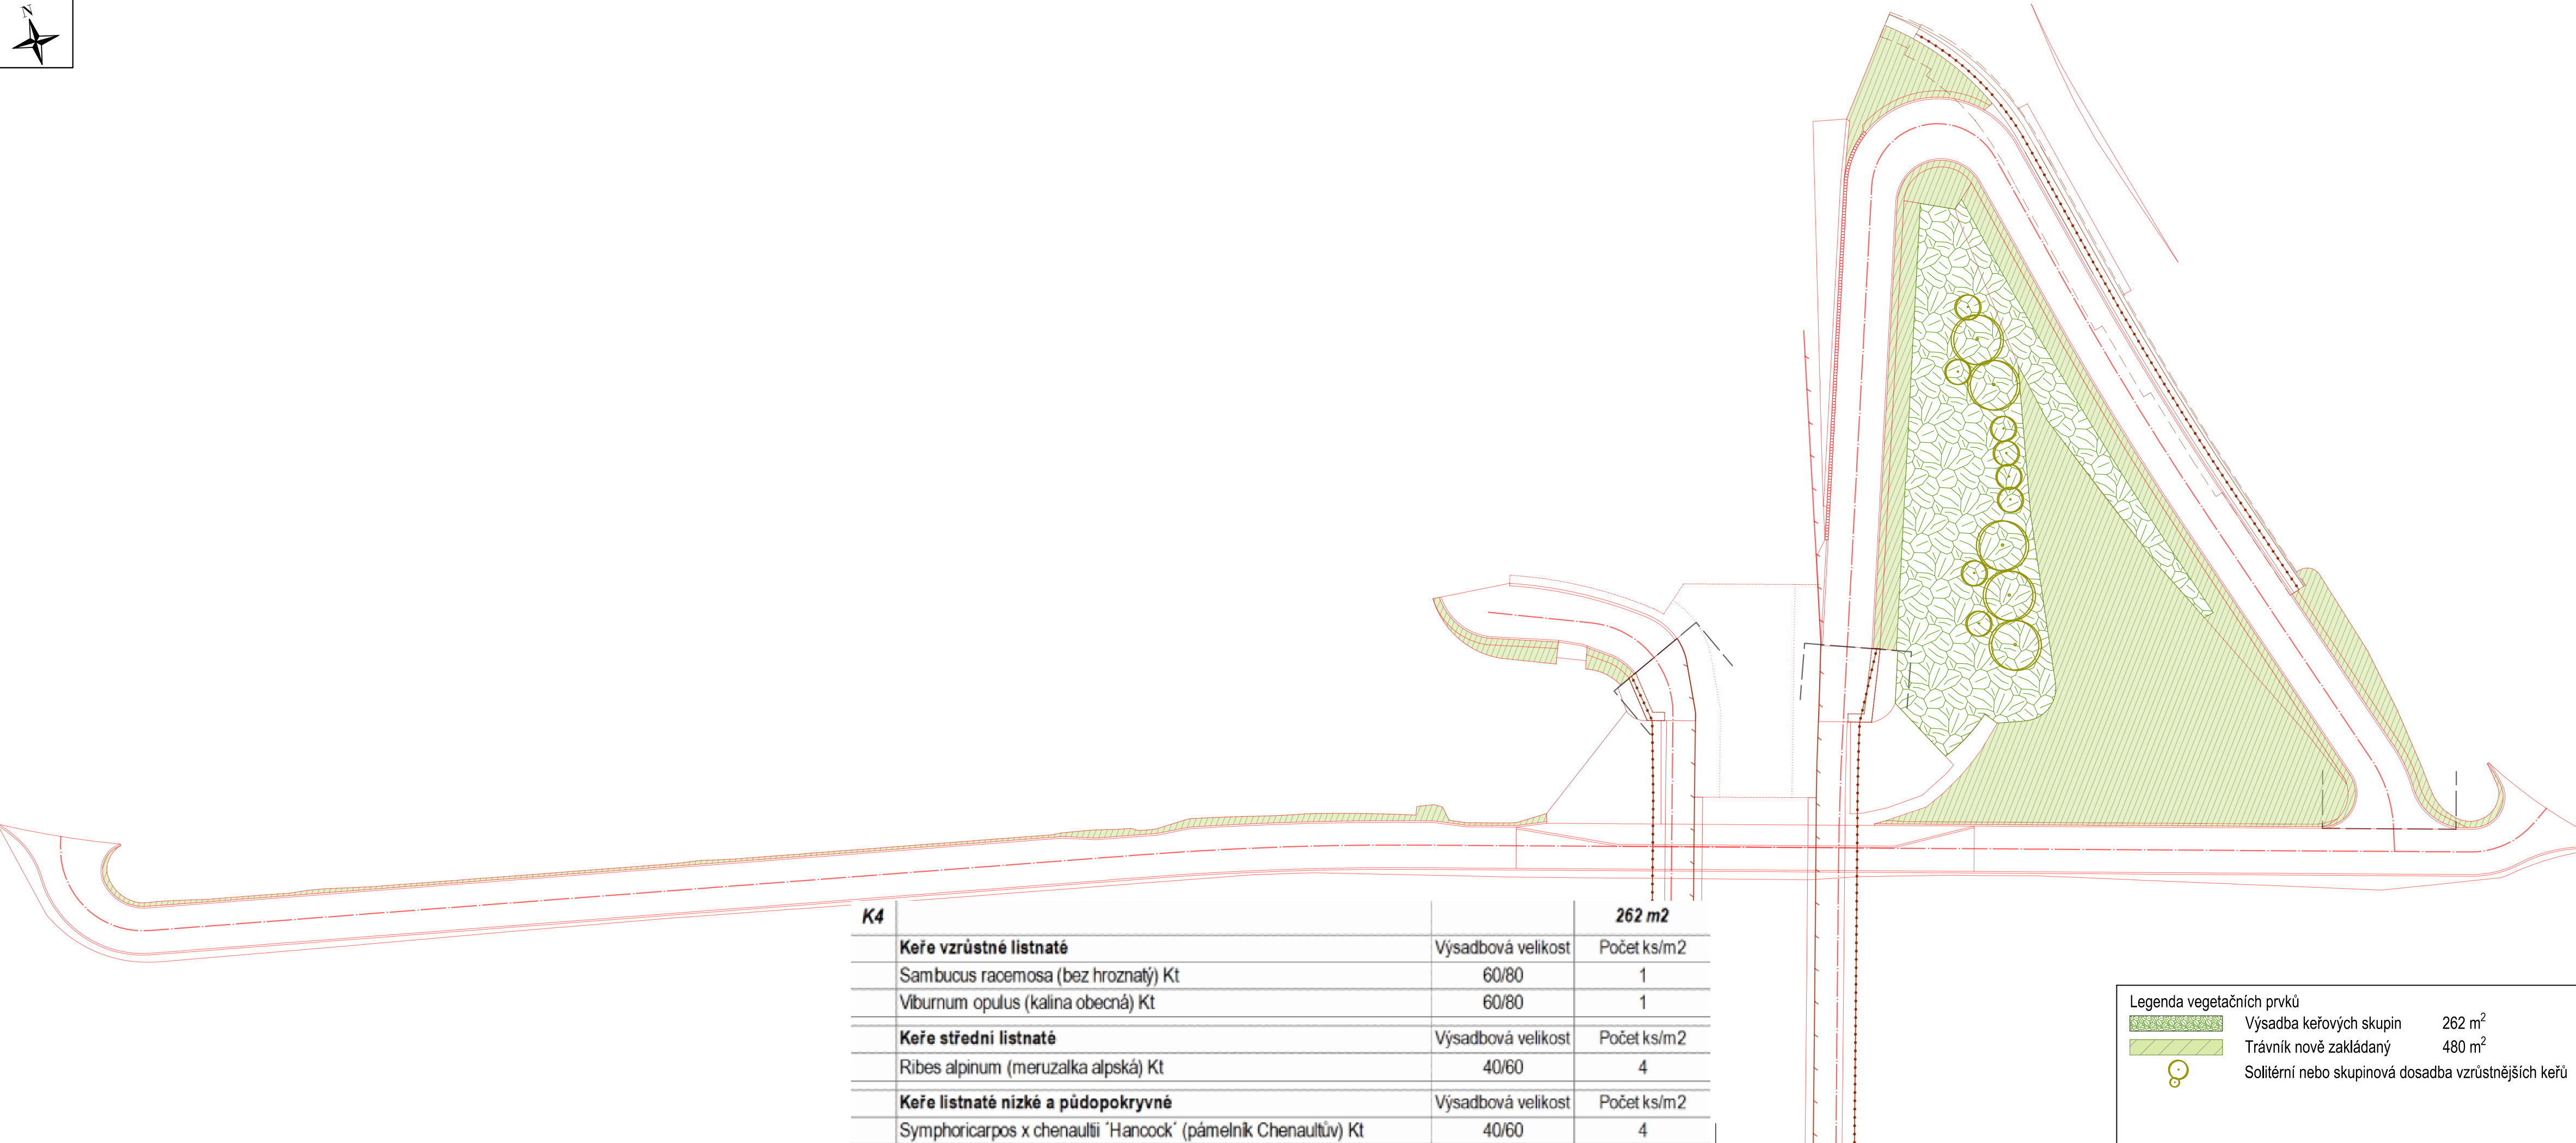 N
K4 262 m2
Keře vzrůstné listnaté Výsadbová velikost Počet ks/m2
Sambucus racemosa (bez hroznatý) Kt 60/80 1
Viburnum opulus (kalina obecná) Kt 60/80 1
Keře střední listnaté Výsadbová velikost Počet ks/m2
Ribes alpinum (meruzalka alpská) Kt 40/60 4
Keře listnaté nízké a půdopokryvné Výsadbová velikost Počet ks/m2
Symphoricarpos x chenaultii ´Hancock´ (pámelník Chenaultův) Kt 40/60 4
Legenda vegetačních prvků
Výsadba keřových skupin 262 m²
Trávník nově zakládaný 480 m²
Solitérní nebo skupinová dosadba vzrůstnějších keřů